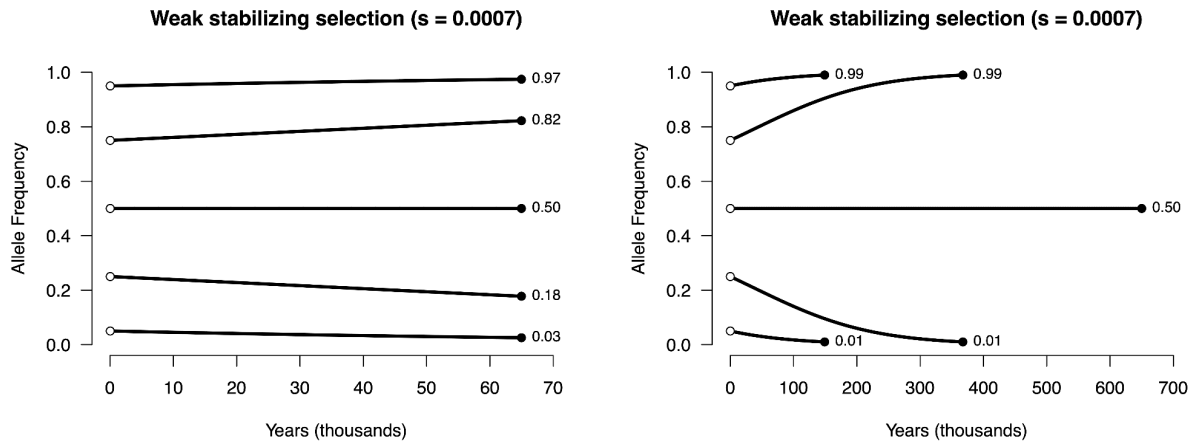 Weak stabilizing selection (s = 0.0007)
Allele Frequency
1.0
0.8
0.6
0.4
0.2
0.0
0.97
0.82
0.50
0.18
0.03
0 10 20 30 40 50 60 70
Years (thousands)
Weak stabilizing selection (s = 0.0007)
Allele Frequency
1.0
0.8
0.6
0.4
0.2
0.0
0.99 0.99
0.50
0.01 0.01
0 100 200 300 400 500 600 700
Years (thousands)